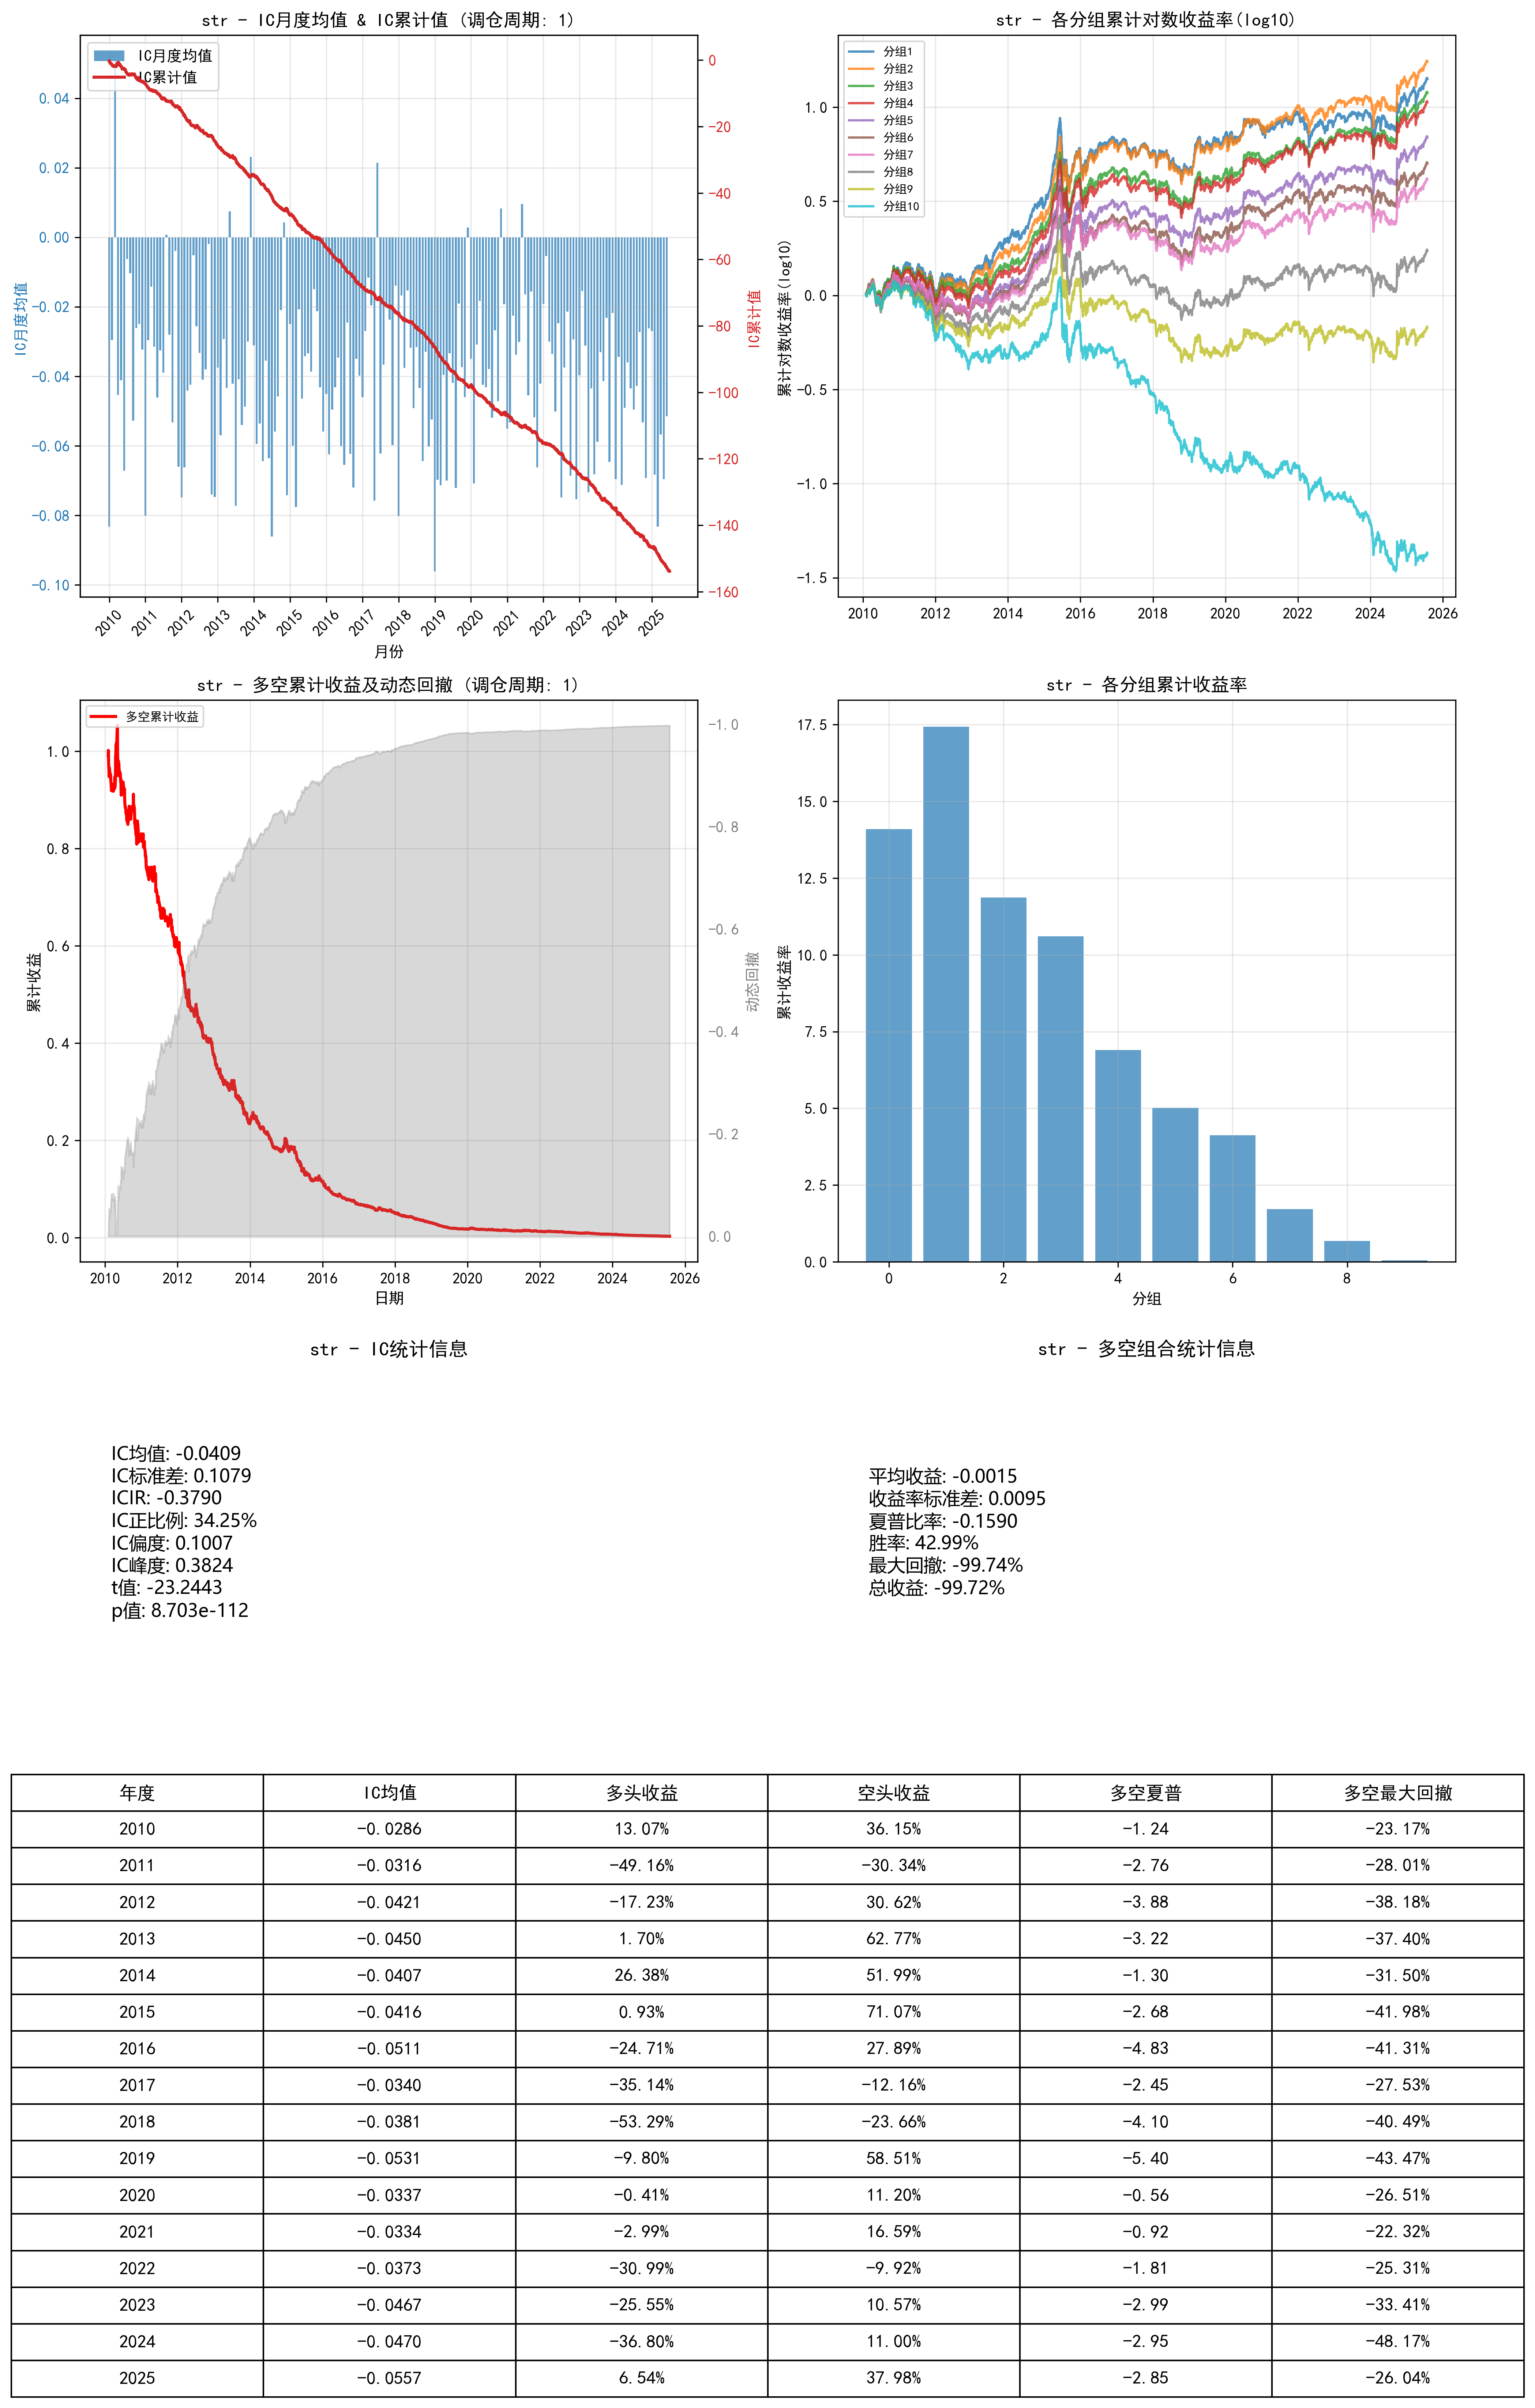 str - IC月度均值 & IC累计值 (调仓周期: 1)
IC月度均值
IC累计值
IC月度均值
0.04
0.02
0.00
-0.02
-0.04
-0.06
-0.08
-0.10
0
-20
-40
-60
-80
-100
-120
-140
-160
IC累计值
2010 2011 2012 2013 2014 2015 2016 2017 2018 2019 2020 2021 2022 2023 2024 2025
月份
str - 各分组累计对数收益率(log10)
分组1
分组2
分组3
分组4
分组5
分组6
分组7
分组8
分组9
分组10
累计对数收益率(log10)
1.0
0.5
0.0
-0.5
-1.0
-1.5
2010 2012 2014 2016 2018 2020 2022 2024 2026
str - 多空累计收益及动态回撤 (调仓周期: 1)
多空累计收益
累计收益
1.0
0.8
0.6
0.4
0.2
0.0
-1.0
-0.8
-0.6
-0.4
-0.2
0.0
动态回撤
2010 2012 2014 2016 2018 2020 2022 2024 2026
日期
str - 各分组累计收益率
累计收益率
17.5
15.0
12.5
10.0
7.5
5.0
2.5
0.0
0 2 4 6 8
分组
str - IC统计信息
IC均值: -0.0409
IC标准差: 0.1079
ICIR: -0.3790
IC正比例: 34.25%
IC偏度: 0.1007
IC峰度: 0.3824
t值: -23.2443
p值: 8.703e-112
str - 多空组合统计信息
平均收益: -0.0015
收益率标准差: 0.0095
夏普比率: -0.1590
胜率: 42.99%
最大回撤: -99.74%
总收益: -99.72%
年度 IC均值 多头收益 空头收益 多空夏普 多空最大回撤
2010 -0.0286 13.07% 36.15% -1.24 -23.17%
2011 -0.0316 -49.16% -30.34% -2.76 -28.01%
2012 -0.0421 -17.23% 30.62% -3.88 -38.18%
2013 -0.0450 1.70% 62.77% -3.22 -37.40%
2014 -0.0407 26.38% 51.99% -1.30 -31.50%
2015 -0.0416 0.93% 71.07% -2.68 -41.98%
2016 -0.0511 -24.71% 27.89% -4.83 -41.31%
2017 -0.0340 -35.14% -12.16% -2.45 -27.53%
2018 -0.0381 -53.29% -23.66% -4.10 -40.49%
2019 -0.0531 -9.80% 58.51% -5.40 -43.47%
2020 -0.0337 -0.41% 11.20% -0.56 -26.51%
2021 -0.0334 -2.99% 16.59% -0.92 -22.32%
2022 -0.0373 -30.99% -9.92% -1.81 -25.31%
2023 -0.0467 -25.55% 10.57% -2.99 -33.41%
2024 -0.0470 -36.80% 11.00% -2.95 -48.17%
2025 -0.0557 6.54% 37.98% -2.85 -26.04%